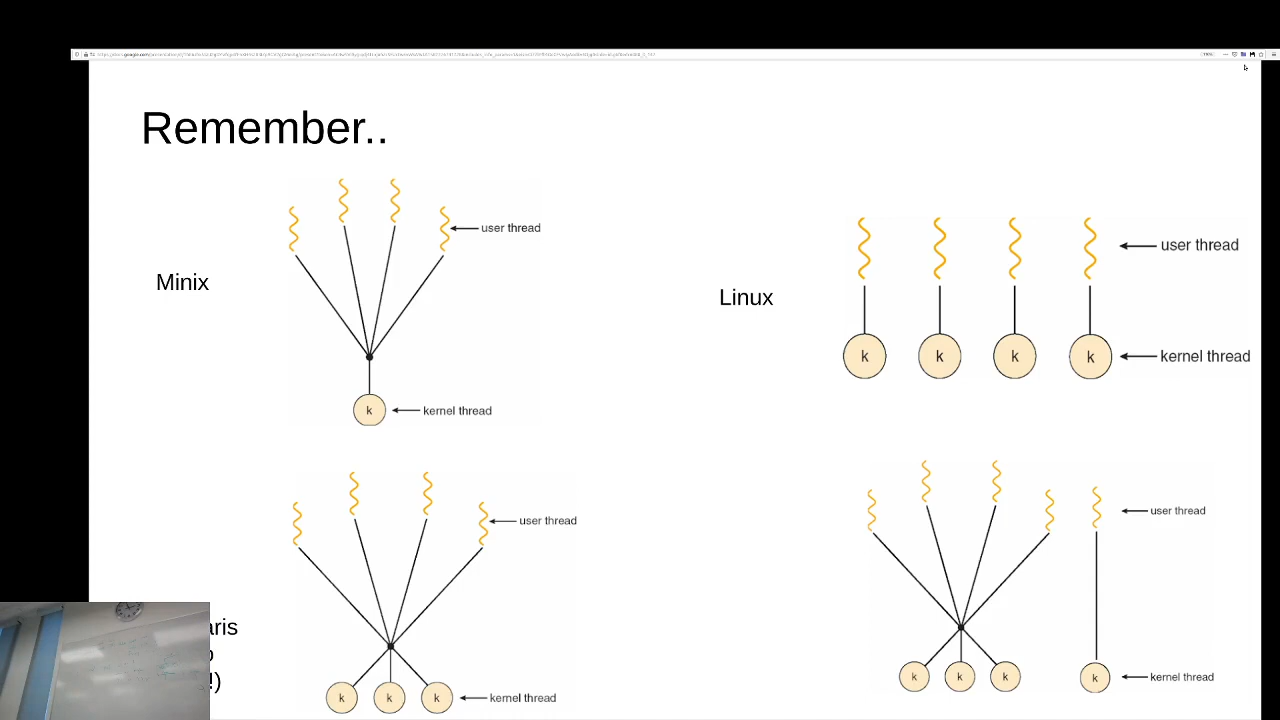 Remember..
Minix
user thread
kernel thread
k
Linux
user thread
k k k k
kernel thread
user thread
k k k
kernel thread
user thread
k k k k
kernel thread